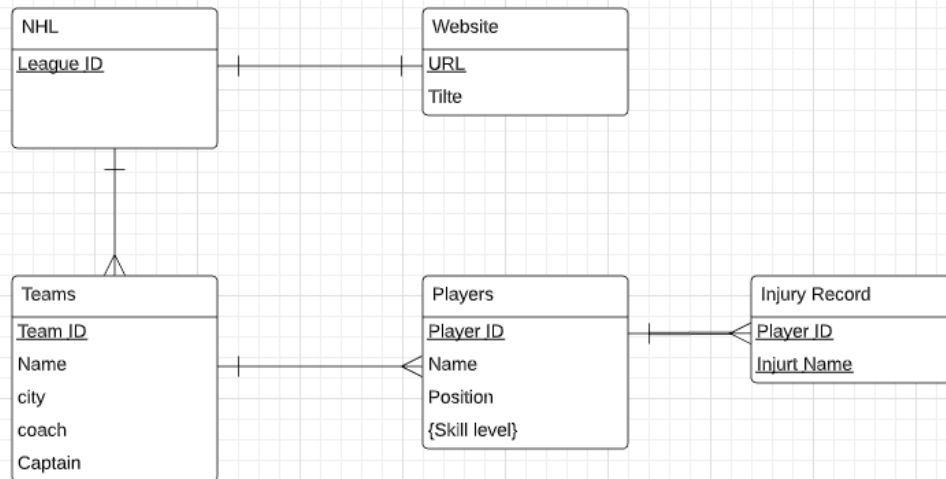 NHL
League ID
Website
URL
Tilte
Teams
Team ID
Name
city
coach
Captain
Players
Player ID
Name
Position
{Skill level}
Injury Record
Player ID
Injurt Name